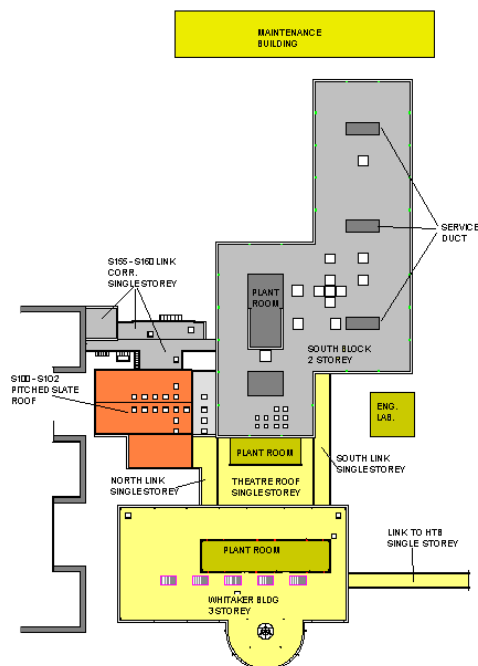 MAINTENANCE
BUILDING
SERVICE
DUCT
S155-S160 LINK
CORR.
SINGLE STOREY
PLANT
ROOM
SOUTH BLOCK
2 STOREY
S100-S102
PITCHED SLATE
ROOF
ENG.
LAB.
PLANT ROOM
SOUTH LINK
SINGLE STOREY
NORTH LINK
SINGLE STOREY
THEATRE ROOF
SINGLE STOREY
PLANT ROOM
LINK TO HTB
SINGLE STOREY
WHITAKER BLDG
3 STOREY